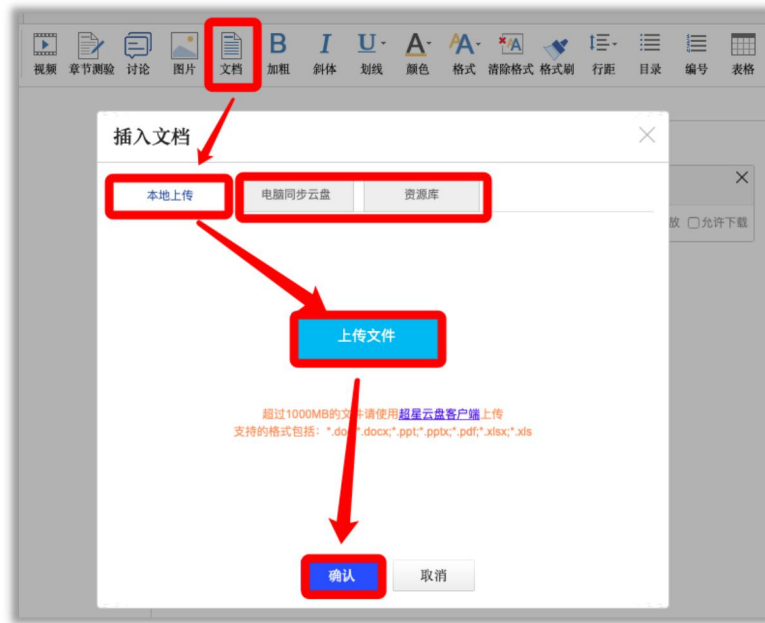 视频 章节测验 讨论 图片 文档 加粗 斜体 划线 颜色 格式 清除格式 格式刷 行距 目录 编号 表格
插入文档
本地上传 电脑同步云盘 资源库
放 允许下载
上传文件
超过1000MB的文件请使用超星云盘客户端上传
支持的格式包括：*.doc;*.docx;*.ppt;*.pptx;*.pdf;*.xlsx;*.xls
确认 取消